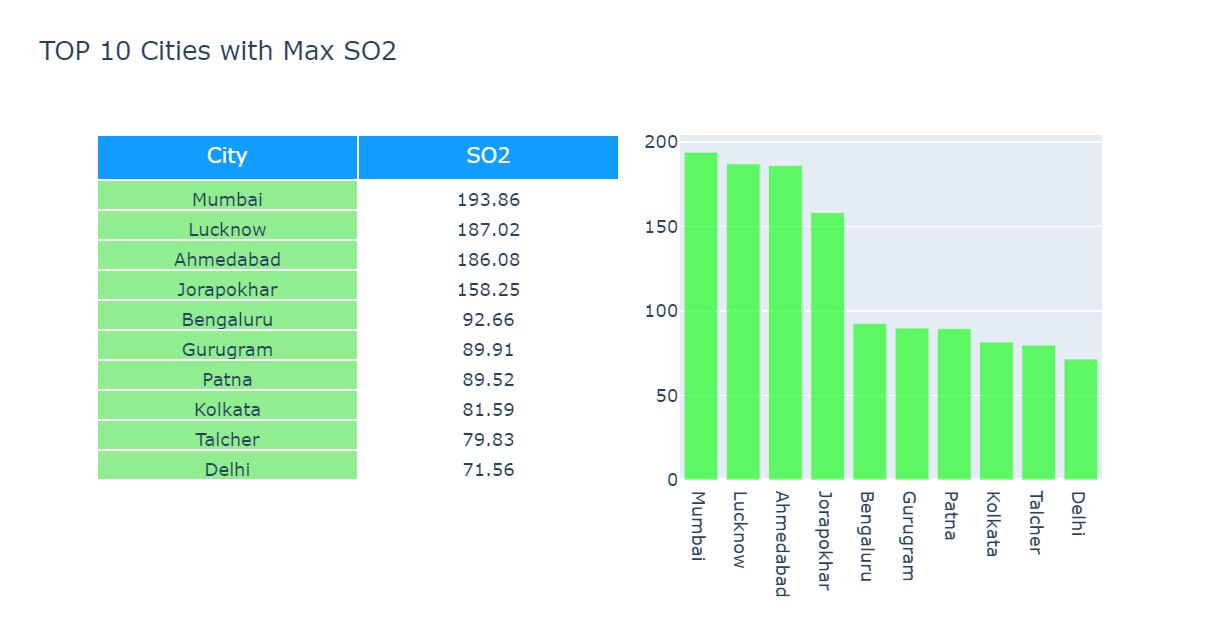 TOP 10 Cities with Max SO2
City SO2
Mumbai 193.86
Lucknow 187.02
Ahmedabad 186.08
Jorapokhar 158.25
Bengaluru 92.66
Gurugram 89.91
Patna 89.52
Kolkata 81.59
Talcher 79.83
Delhi 71.56
200
150
100
50
0
Mumbai
Lucknow
Ahmedabad
Jorapokhar
Bengaluru
Gurugram
Patna
Kolkata
Talcher
Delhi